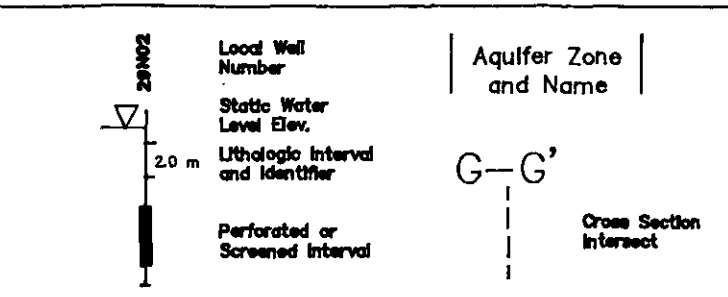 29N02
Local Well
Number
Static Water
Level Elev.
2.0 m
Lithologic Interval
and Identifier
Perforated or
Screened Interval
Aquifer Zone
and Name
G-G'
Cross Section
Intersect